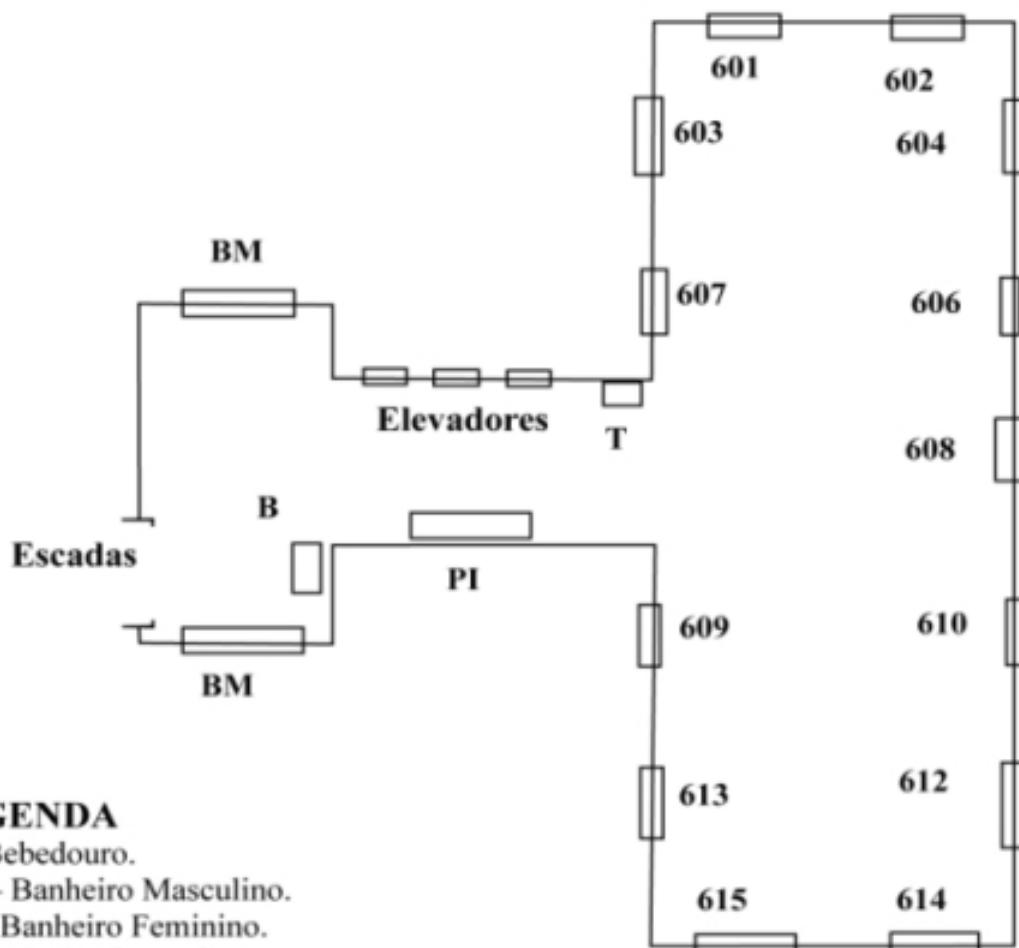 601
602
603
604
BM
607
606
Elevadores
T
608
B
Escadas
PI
609
610
BM
613
612
GENDA
Bebedouro.
- Banheiro Masculino.
Banheiro Feminino.
615
614